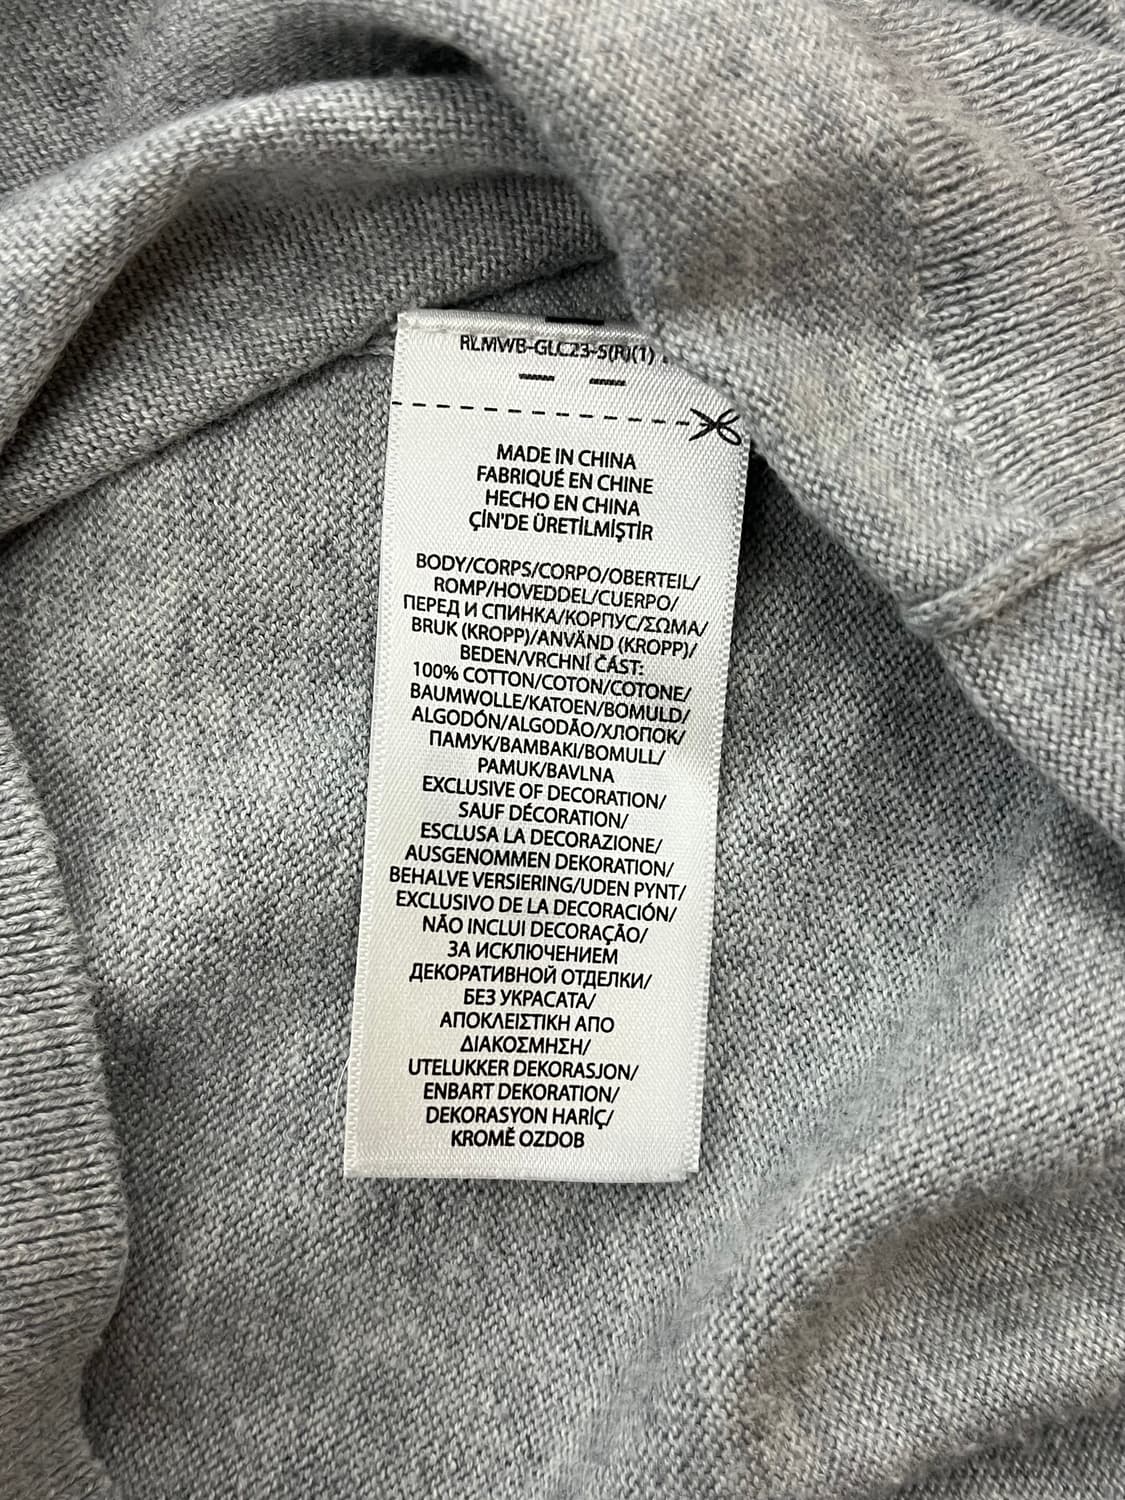 RLMWB-GLC23-S(R)(1)
MADE IN CHINA
FABRIQUÉ EN CHINE
HECHO EN CHINA
ÇİN'DE ÜRETİLMİŞTİR
BODY/CORPS/CORPO/OBERTEIL/
ROMP/HOVEDDEL/CUERPO/
ПЕРЕД И СПИНКА/КОРПУС/ΣΩΜΑ/
BRUK (KROPP)/ANVÄND (KROPP)/
BEDEN/VRCHNÍ ČÁST:
100% COTTON/COTON/COTONE/
BAUMWOLLE/KATOEN/BOMULD/
ALGODÓN/ALGODÃO/ХЛОПОК/
ПАМУК/BAMBAKI/BOMULL/
PAMUK/BAVLNA
EXCLUSIVE OF DECORATION/
SAUF DÉCORATION/
ESCLUSA LA DECORAZIONE/
AUSGENOMMEN DEKORATION/
BEHALVE VERSIERING/UDEN PYNT/
EXCLUSIVO DE LA DECORACIÓN/
NÃO INCLUI DECORAÇÃO/
ЗА ИСКЛЮЧЕНИЕМ
ДЕКОРАТИВНОЙ ОТДЕЛКИ/
БЕЗ УКРАСАТА/
ΑΠΟΚΛΕΙΣΤΙΚΗ ΑΠΟ
ΔΙΑΚΟΣΜΗΣΗ/
UTELUKKER DEKORASJON/
ENBART DEKORATION/
DEKORASYON HARİÇ/
KROMĚ OZDOB